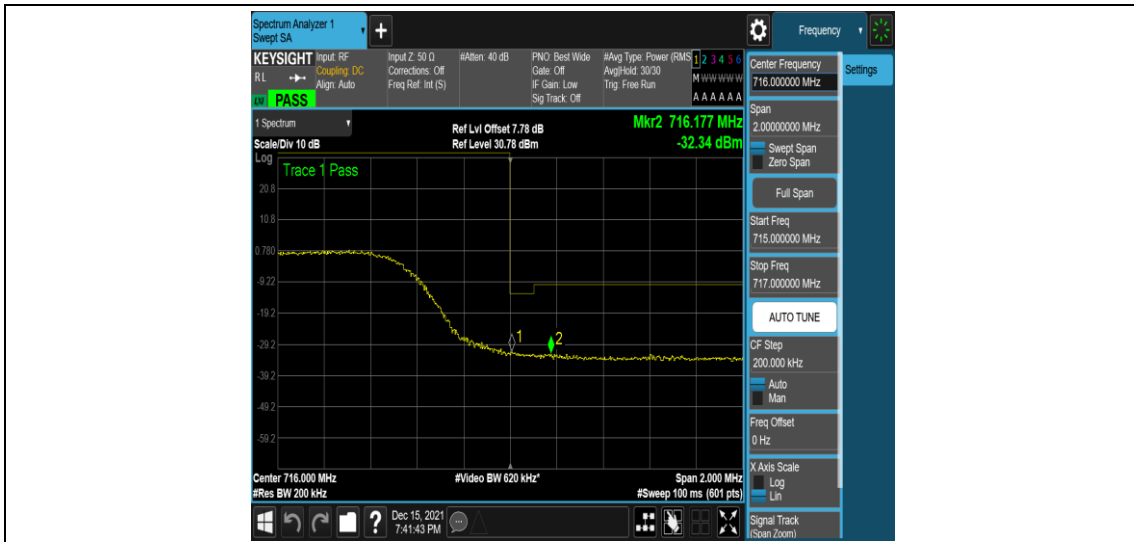 Spectrum Analyzer 1
Swept SA
+
Frequency
KEYSIGHT
RL
LXI
PASS
Input: RF
Coupling: DC
Align: Auto
Input Z: 50 Ω
Corrections: Off
Freq Ref: Int (S)
#Atten: 40 dB
PNO: Best Wide
Gate: Off
IF Gain: Low
Sig Track: Off
#Avg Type: Power (RMS
Avg|Hold: 30/30
Trig: Free Run
1 2 3 4 5 6
M W W W W W
A A A A A A
1 Spectrum
Scale/Div 10 dB
Ref Lvl Offset 7.78 dB
Ref Level 30.78 dBm
Mkr2 716.177 MHz
-32.34 dBm
Log
Trace 1 Pass
20.8
10.8
0.780
-9.22
-19.2
-29.2
-39.2
-49.2
-59.2
1
2
Center 716.000 MHz
#Res BW 200 kHz
#Video BW 620 kHz*
Span 2.000 MHz
#Sweep 100 ms (601 pts)
?
Dec 15, 2021
7:41:43 PM
Center Frequency
716.000000 MHz
Span
2.00000000 MHz
Swept Span
Zero Span
Full Span
Start Freq
715.000000 MHz
Stop Freq
717.000000 MHz
AUTO TUNE
CF Step
200.000 kHz
Auto
Man
Freq Offset
0 Hz
X Axis Scale
Log
Lin
Signal Track
(Span Zoom)
Settings